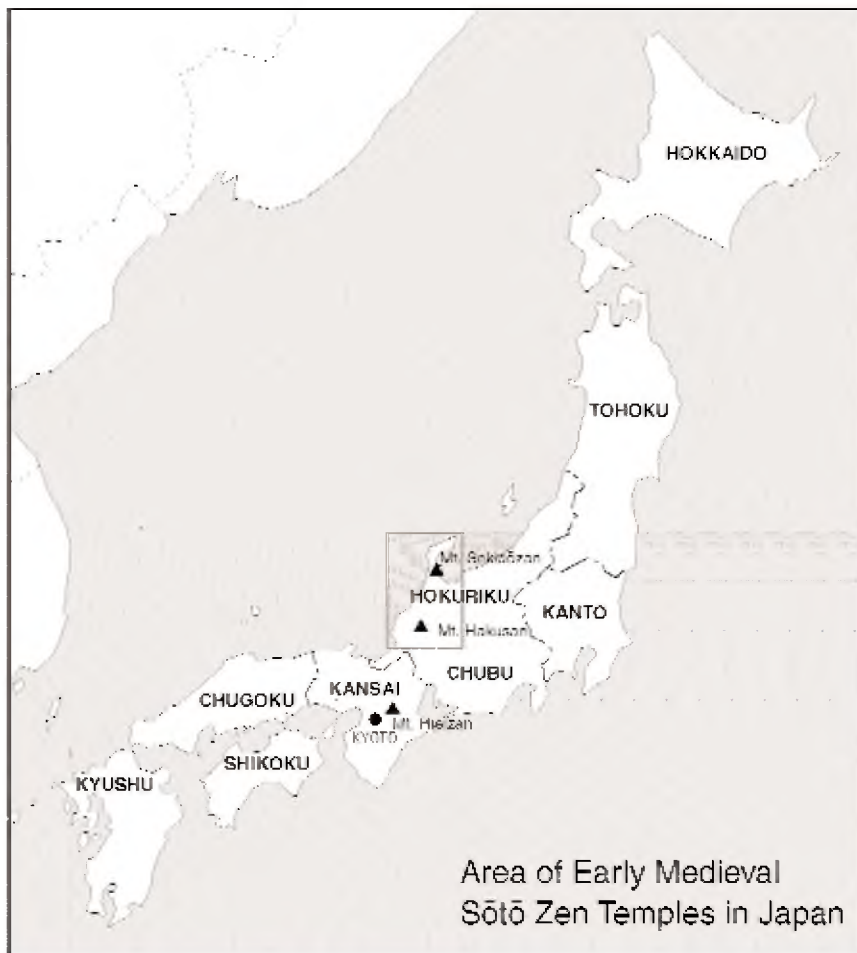 HOKKAIDO
TOHOKU
Mt. Sekidōzan
HOKURIKU
KANTO
Mt. Hakusan
CHUBU
KANSAI
CHUGOKU
Mt. Hieizan
KYOTO
SHIKOKU
KYUSHU
Area of Early Medieval
Sōtō Zen Temples in Japan